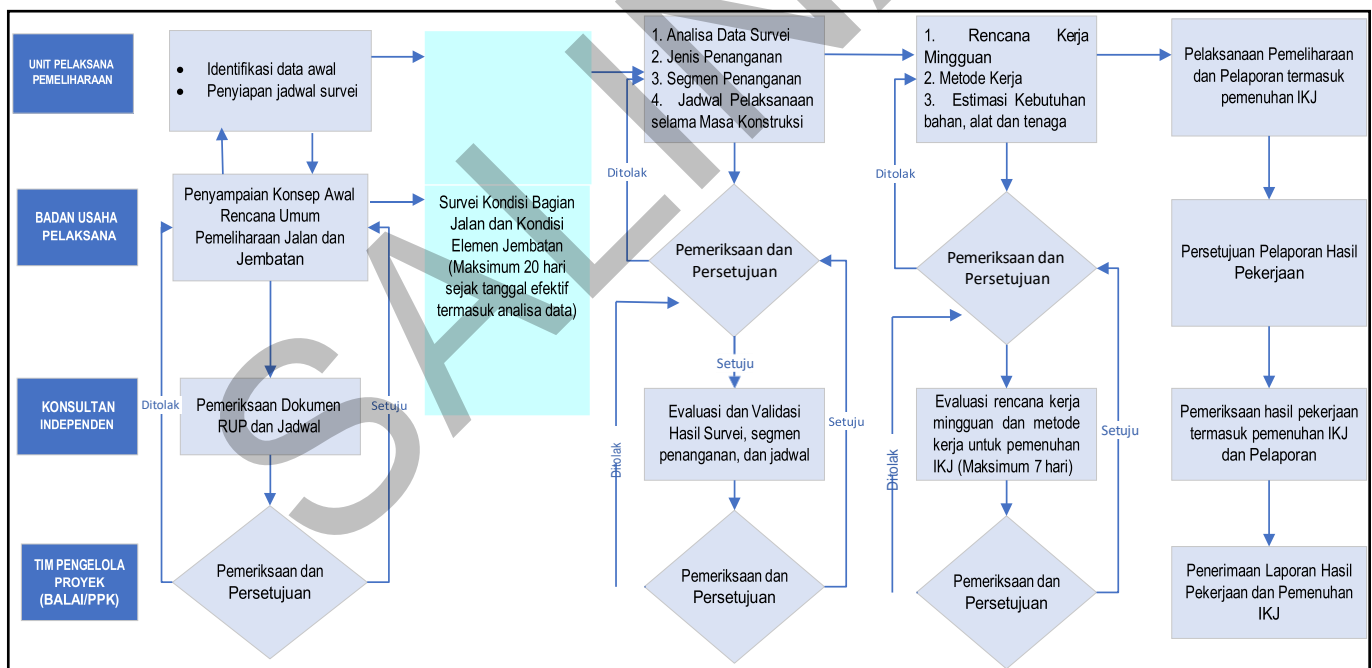 UNIT PELAKSANA
PEMELIHARAAN
• Identifikasi data awal
• Penyiapan jadwal survei
1. Analisa Data Survei
2. Jenis Penanganan
3. Segmen Penanganan
4. Jadwal Pelaksanaan
selama Masa Konstruksi
1. Rencana Kerja
Mingguan
2. Metode Kerja
3. Estimasi Kebutuhan
bahan, alat dan tenaga
Pelaksanaan Pemeliharaan
dan Pelaporan termasuk
pemenuhan IKJ
Ditolak
Ditolak
BADAN USAHA
PELAKSANA
Penyampaian Konsep Awal
Rencana Umum
Pemeliharaan Jalan dan
Jembatan
Survei Kondisi Bagian
Jalan dan Kondisi
Elemen Jembatan
(Maksimum 20 hari
sejak tanggal efektif
termasuk analisa data)
Pemeriksaan dan
Persetujuan
Pemeriksaan dan
Persetujuan
Persetujuan Pelaporan Hasil
Pekerjaan
Setuju
Setuju
KONSULTAN
INDEPENDEN
Ditolak
Pemeriksaan Dokumen
RUP dan Jadwal
Setuju
Ditolak
Evaluasi dan Validasi
Hasil Survei, segmen
penanganan, dan jadwal
Setuju
Ditolak
Evaluasi rencana kerja
mingguan dan metode
kerja untuk pemenuhan
IKJ (Maksimum 7 hari)
Setuju
Pemeriksaan hasil pekerjaan
termasuk pemenuhan IKJ
dan Pelaporan
TIM PENGELOLA
PROYEK
(BALAI/PPK)
Pemeriksaan dan
Persetujuan
Pemeriksaan dan
Persetujuan
Pemeriksaan dan
Persetujuan
Penerimaan Laporan Hasil
Pekerjaan dan Pemenuhan
IKJ